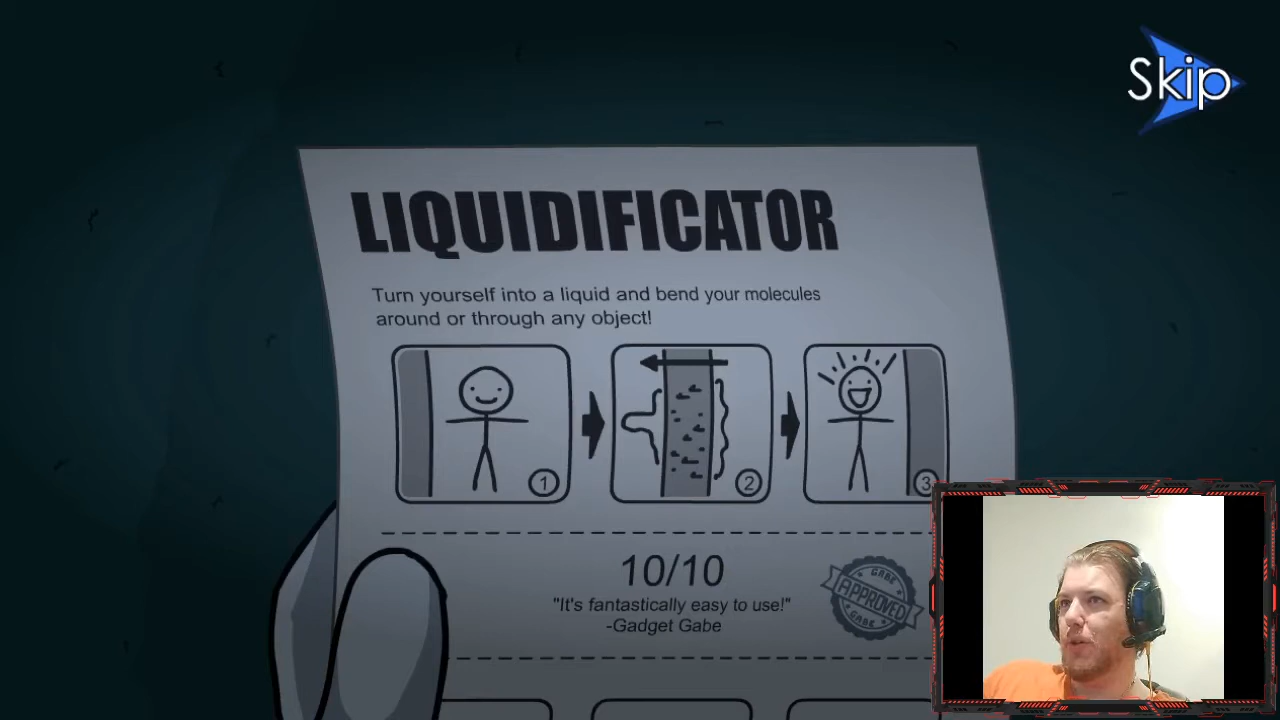 Skip
LIQUIDIFICATOR
Turn yourself into a liquid and bend your molecules
around or through any object!
1
2
3
10/10
"It's fantastically easy to use!"
-Gadget Gabe
GABE
APPROVED
GABE